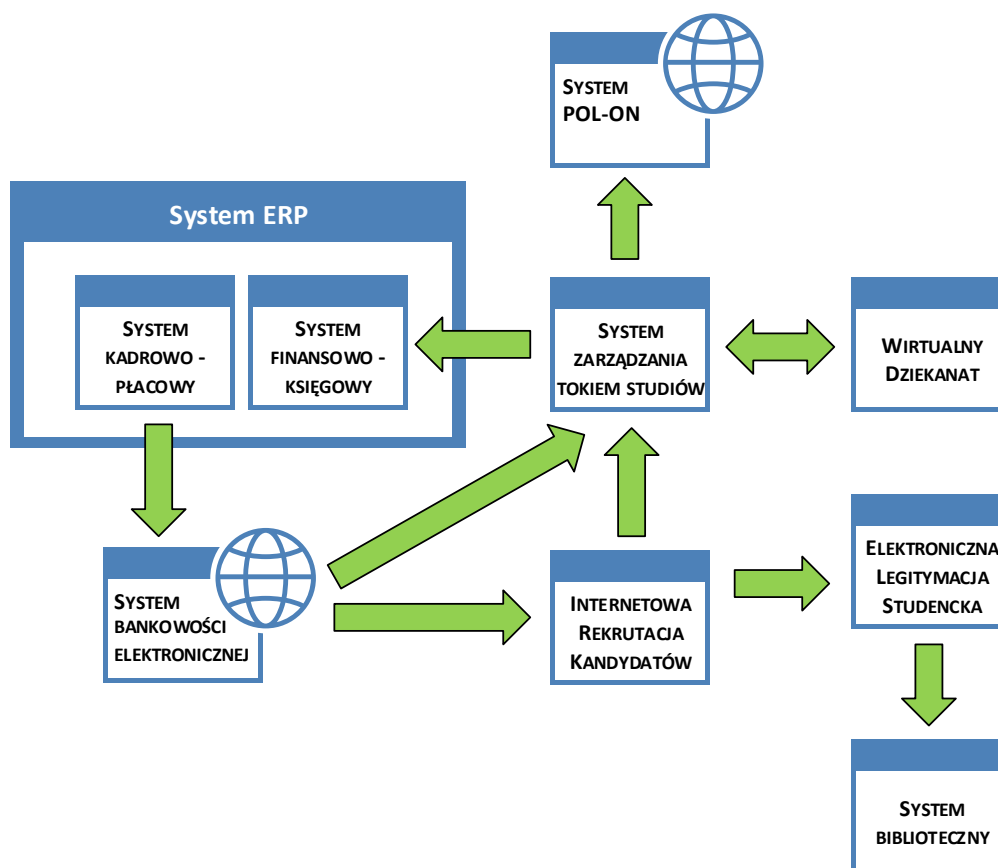 SYSTEM
POL-ON
System ERP
SYSTEM
KADROWO -
PŁACOWY
SYSTEM
FINANSOWO -
KSIĘGOWY
SYSTEM
ZARZĄDZANIA
TOKIEM STUDIÓW
WIRTUALNY
DZIEKANAT
SYSTEM
BANKOWOŚCI
ELEKTRONICZNEJ
INTERNETOWA
REKRUTACJA
KANDYDATÓW
ELEKTRONICZNA
LEGITYMACJA
STUDENCKA
SYSTEM
BIBLIOTECZNY